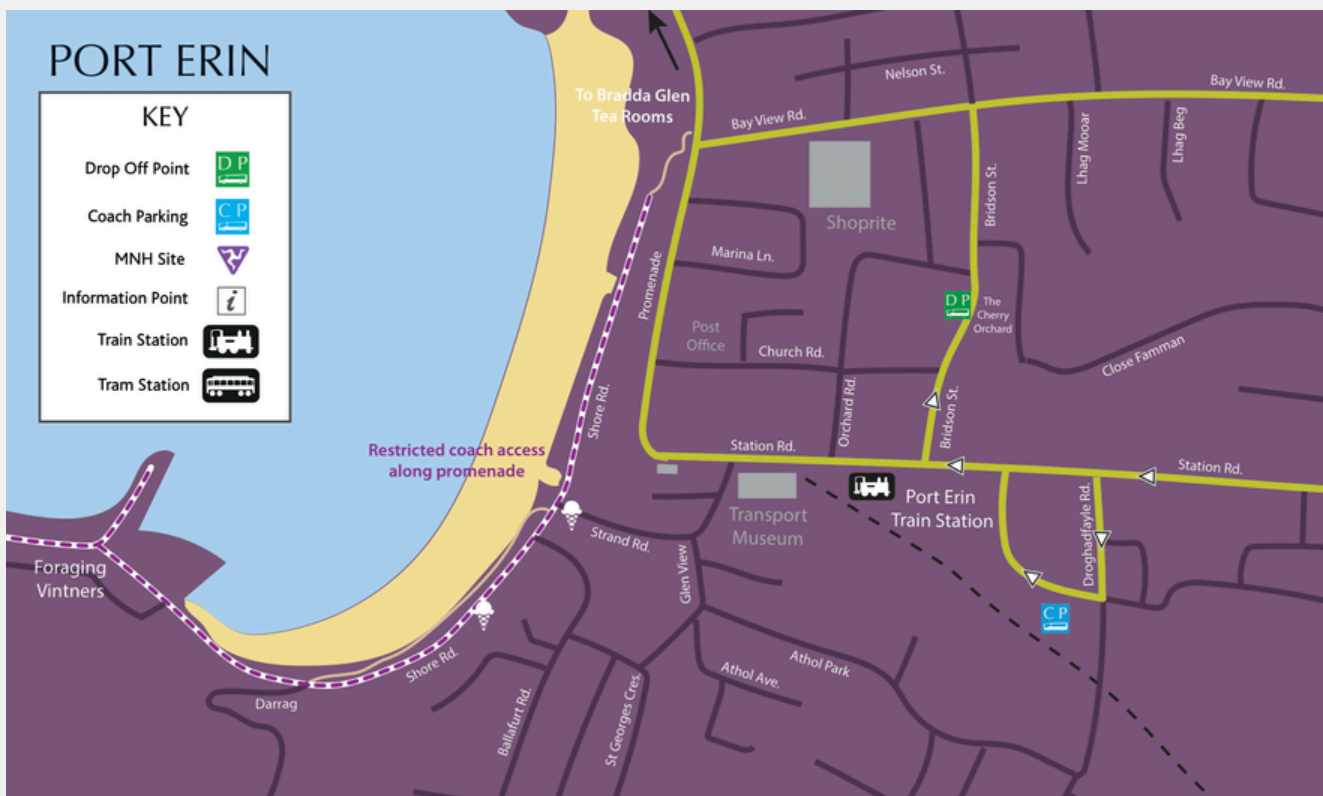 PORT ERIN
KEY
Drop Off Point
D P
Coach Parking
C P
MNH Site
Information Point
i
Train Station
Tram Station
To Bradda Glen
Tea Rooms
Nelson St.
Bay View Rd.
Bay View Rd.
Lhag Mooar
Lhag Beg
Bridson St.
Shoprite
Marina Ln.
Promenade
D P
The
Cherry
Orchard
Post
Office
Church Rd.
Close Famman
Orchard Rd.
Bridson St.
Shore Rd.
Restricted coach access
along promenade
Station Rd.
Station Rd.
Port Erin
Train Station
Transport
Museum
Droghadfayle Rd.
Strand Rd.
Glen View
Foraging
Vintners
C P
Shore Rd.
Athol Park
Athol Ave.
Darrag
Ballafurt Rd.
St Georges Cres.